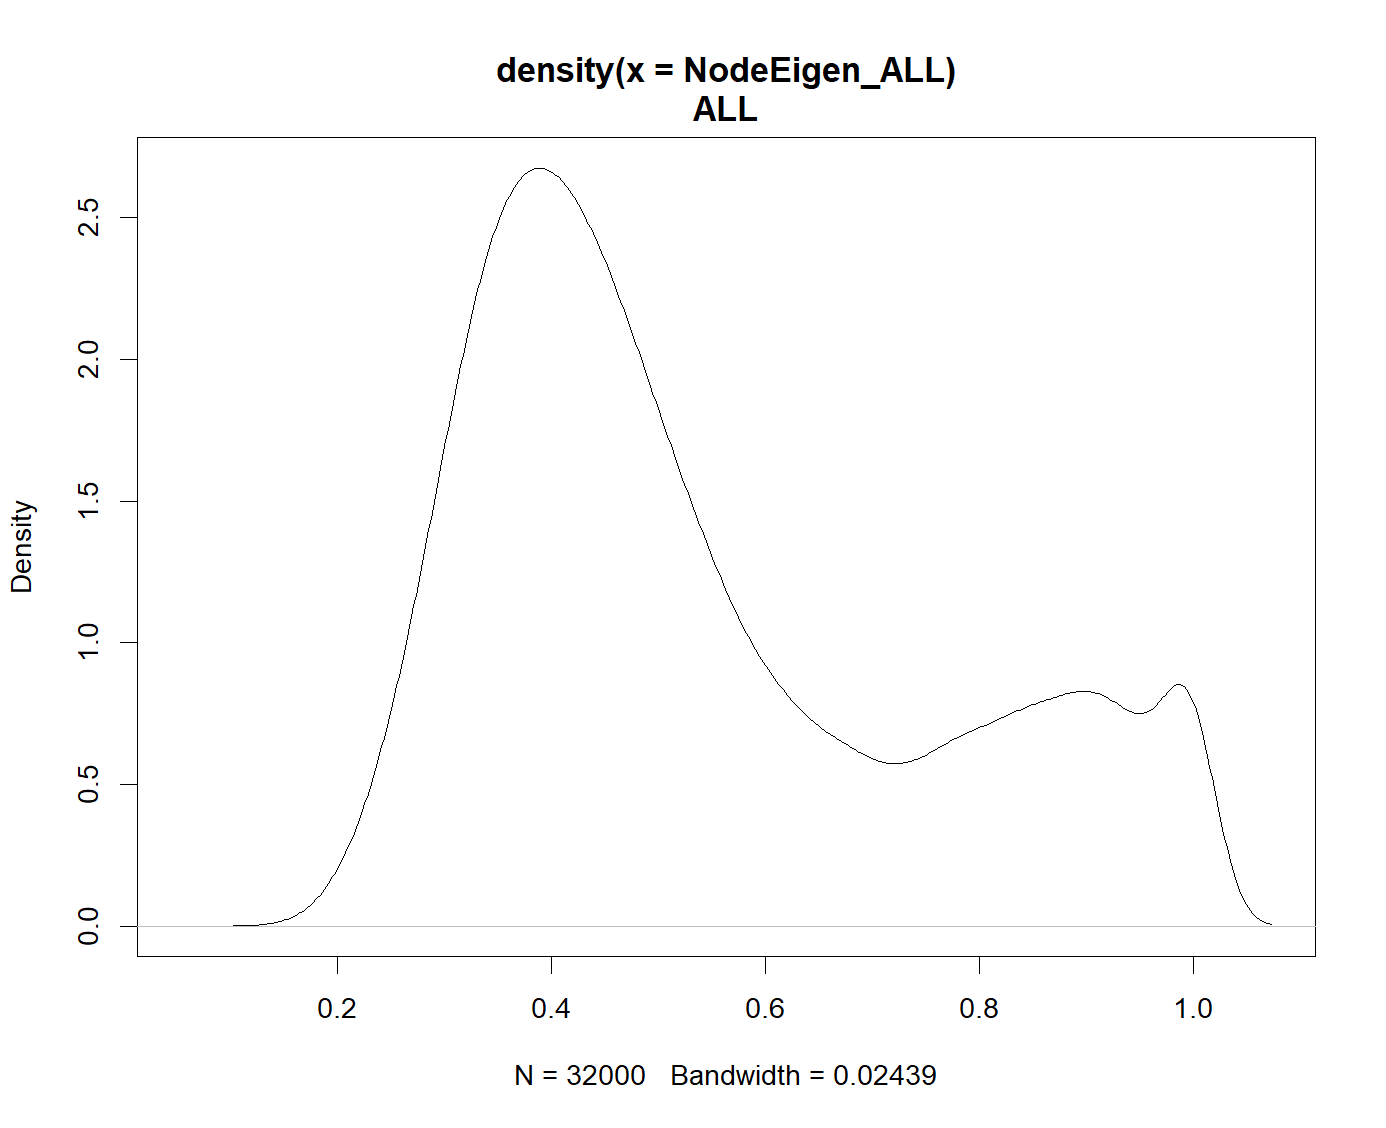 density(x = NodeEigen_ALL)
ALL
Density
2.5
2.0
1.5
1.0
0.5
0.0
0.2 0.4 0.6 0.8 1.0
N = 32000 Bandwidth = 0.02439